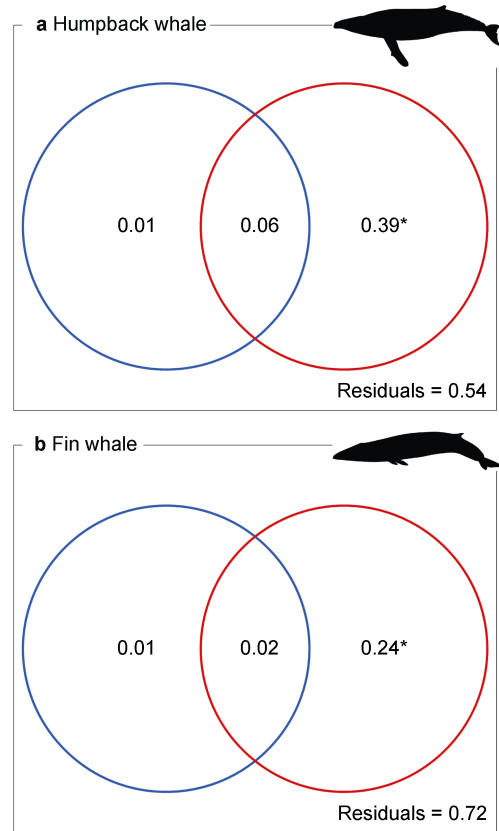 a Humpback whale
0.01 0.06 0.39*
Residuals = 0.54
b Fin whale
0.01 0.02 0.24*
Residuals = 0.72